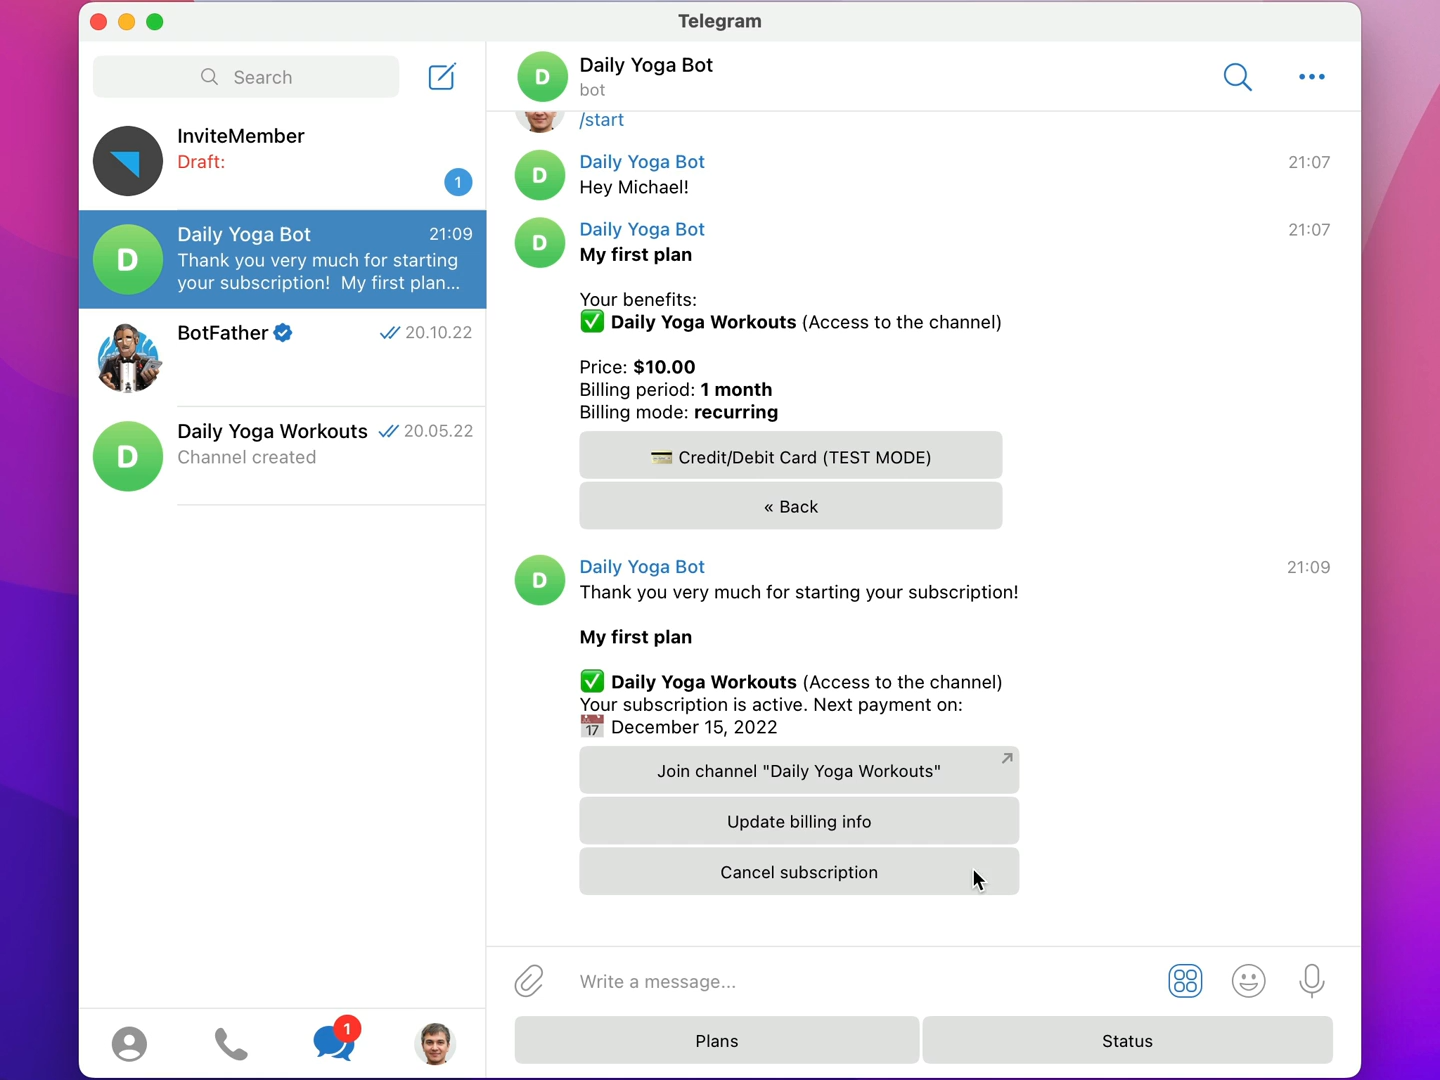 Telegram
Search
InviteMember
Draft:
1
Daily Yoga Bot
21:09
Thank you very much for starting
your subscription! My first plan...
BotFather
20.10.22
Daily Yoga Workouts
20.05.22
Channel created
1
D
D
D
Daily Yoga Bot
bot
/start
D
Daily Yoga Bot
21:07
Hey Michael!
D
Daily Yoga Bot
21:07
My first plan
Your benefits:
✅ Daily Yoga Workouts (Access to the channel)
Price: $10.00
Billing period: 1 month
Billing mode: recurring
💳 Credit/Debit Card (TEST MODE)
« Back
D
Daily Yoga Bot
21:09
Thank you very much for starting your subscription!
My first plan
✅ Daily Yoga Workouts (Access to the channel)
Your subscription is active. Next payment on:
📅 December 15, 2022
Join channel "Daily Yoga Workouts"
Update billing info
Cancel subscription
Write a message...
Plans
Status